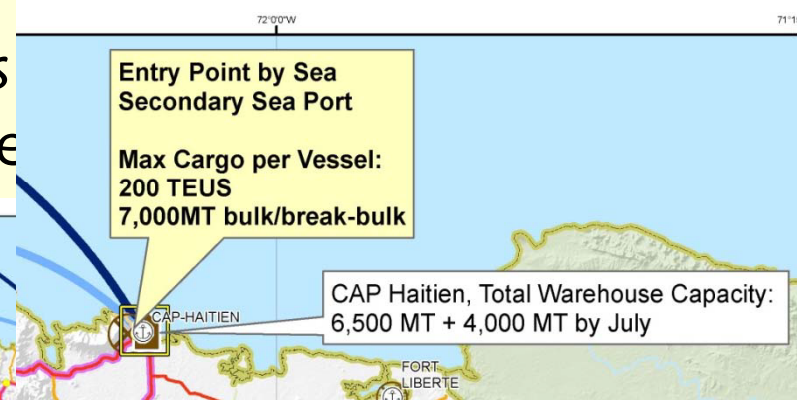 72°0'0"W
Entry Point by Sea
Secondary Sea Port
Max Cargo per Vessel:
200 TEUS
7,000MT bulk/break-bulk
CAP Haitien, Total Warehouse Capacity:
6,500 MT + 4,000 MT by July
CAP-HAITIEN
FORT
LIBERTE